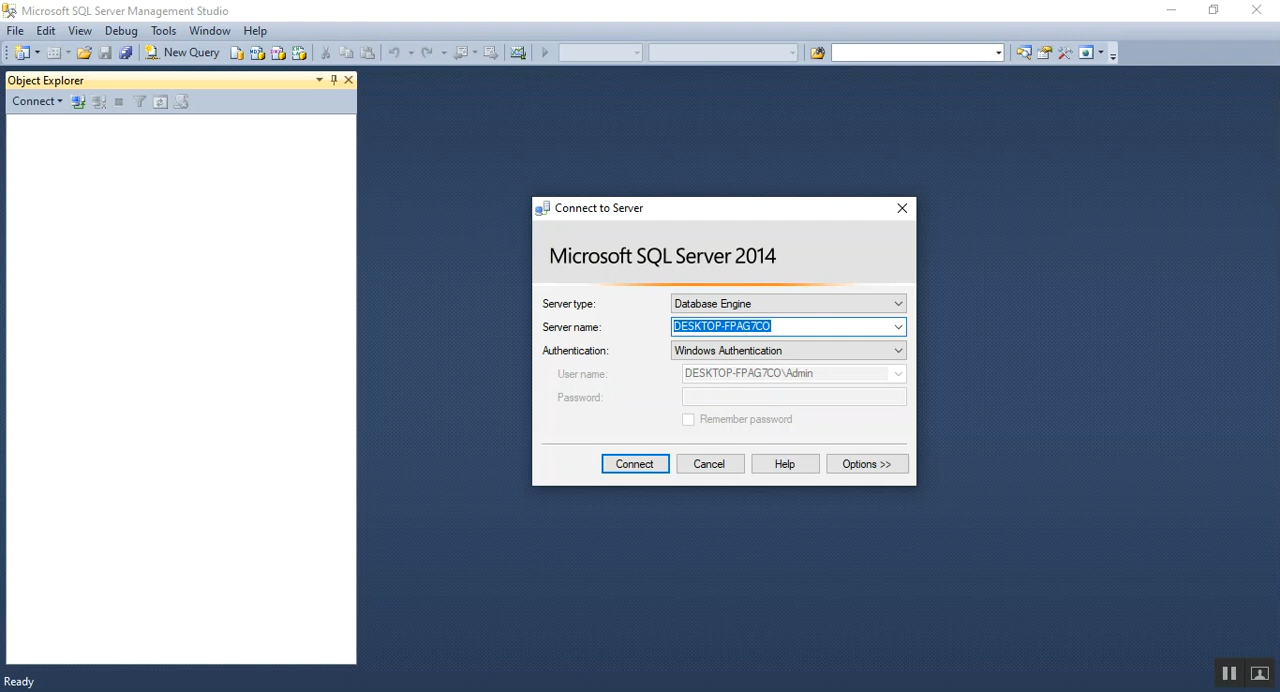 Microsoft SQL Server Management Studio
File Edit View Debug Tools Window Help
New Query
Object Explorer
Connect
Connect to Server
Microsoft SQL Server 2014
Server type: Database Engine
Server name: DESKTOP-FPAG7CO
Authentication: Windows Authentication
User name: DESKTOP-FPAG7CO\Admin
Password:
Remember password
Connect Cancel Help Options >>
Ready